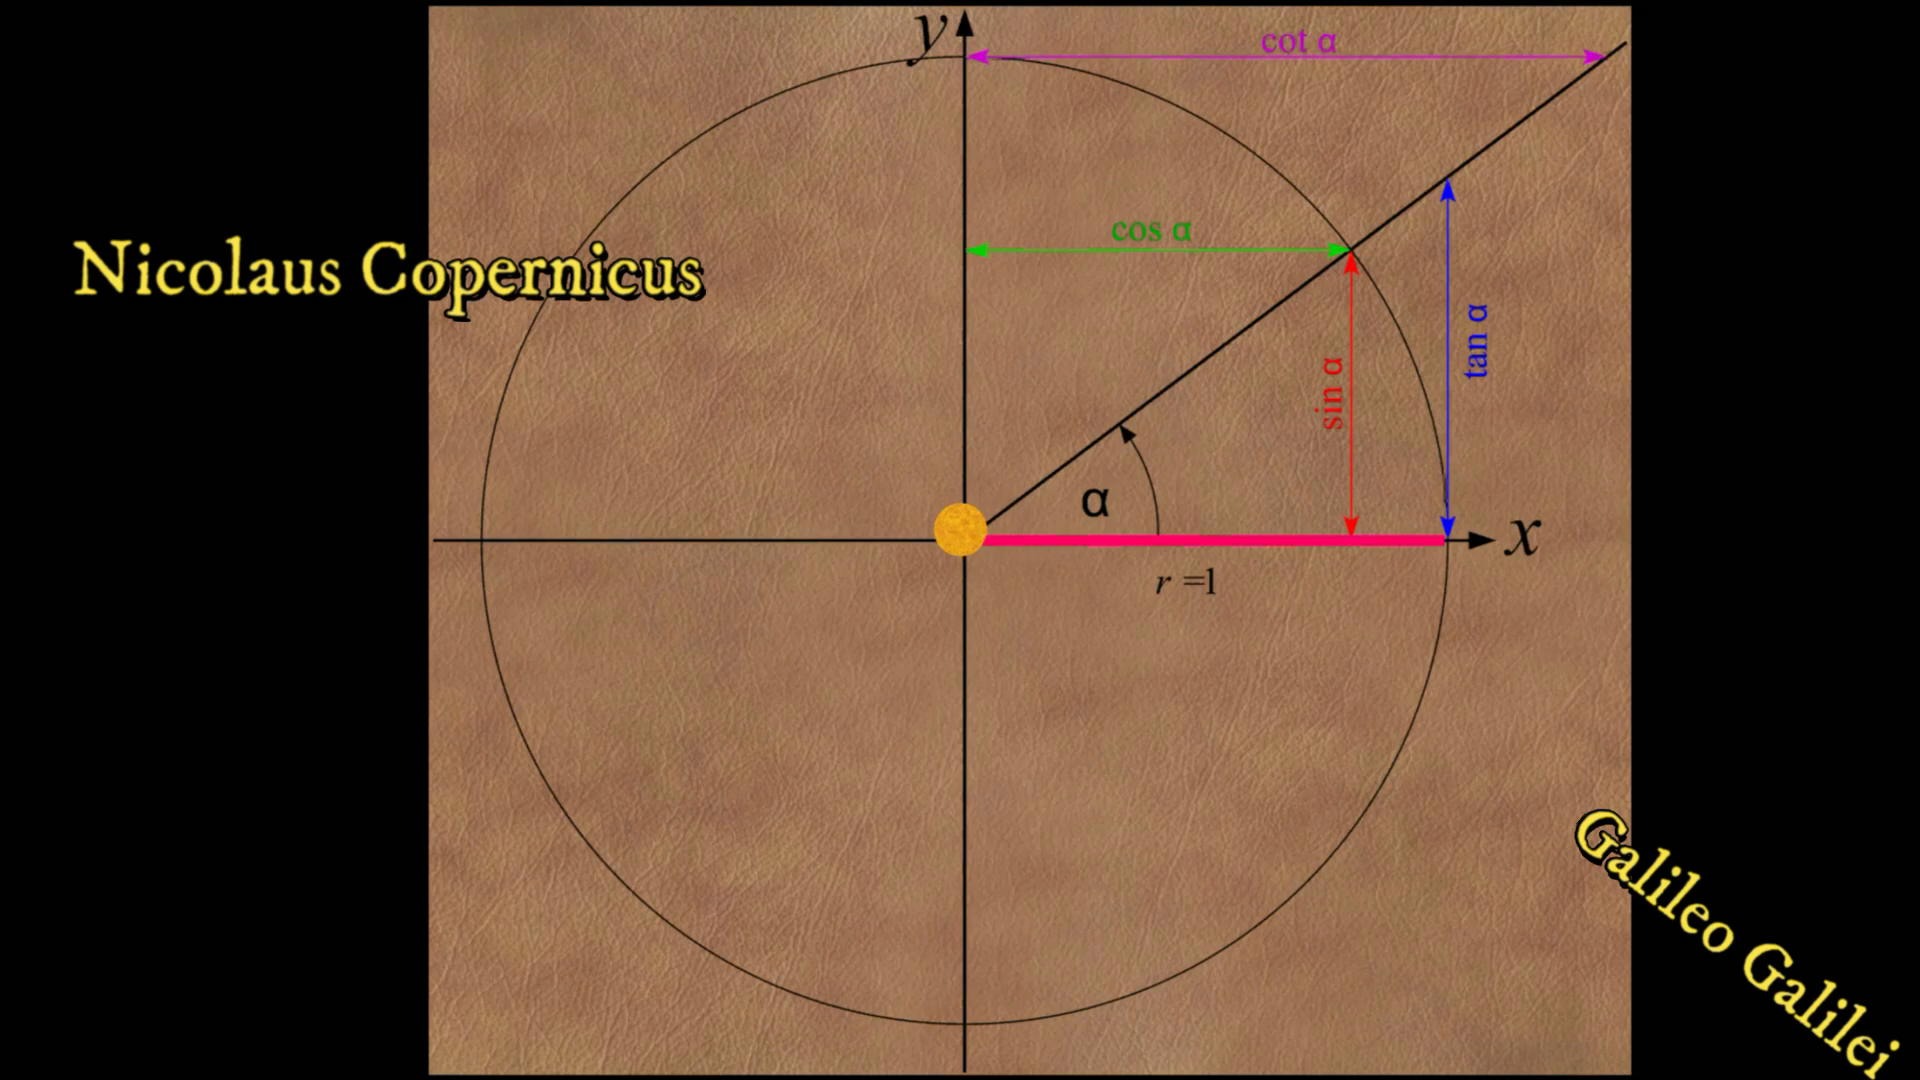 y
cot α
cos α
Nicolaus Copernicus
tan α
sin α
α
x
r =1
Galileo Galilei